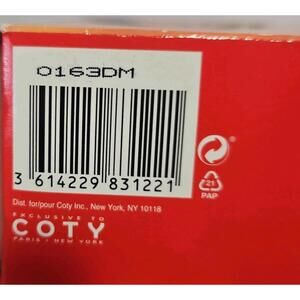 0163DM
3 614229 831221
21
PAP
Dist. for/pour Coty Inc., New York, NY 10118
EXCLUSIVE TO
COTY
PARIS • NEW YORK